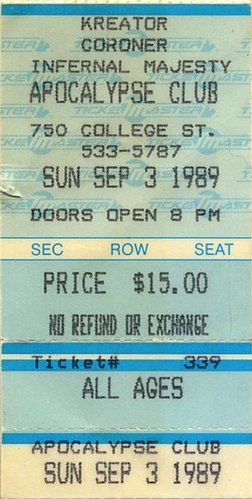 KREATOR
CORONER
INFERNAL MAJESTY
APOCALYPSE CLUB
750 COLLEGE ST.
533-5787
SUN SEP 3 1989
DOORS OPEN 8 PM
SEC ROW SEAT
PRICE $15.00
NO REFUND OR EXCHANGE
Ticket# 339
ALL AGES
APOCALYPSE CLUB
SUN SEP 3 1989